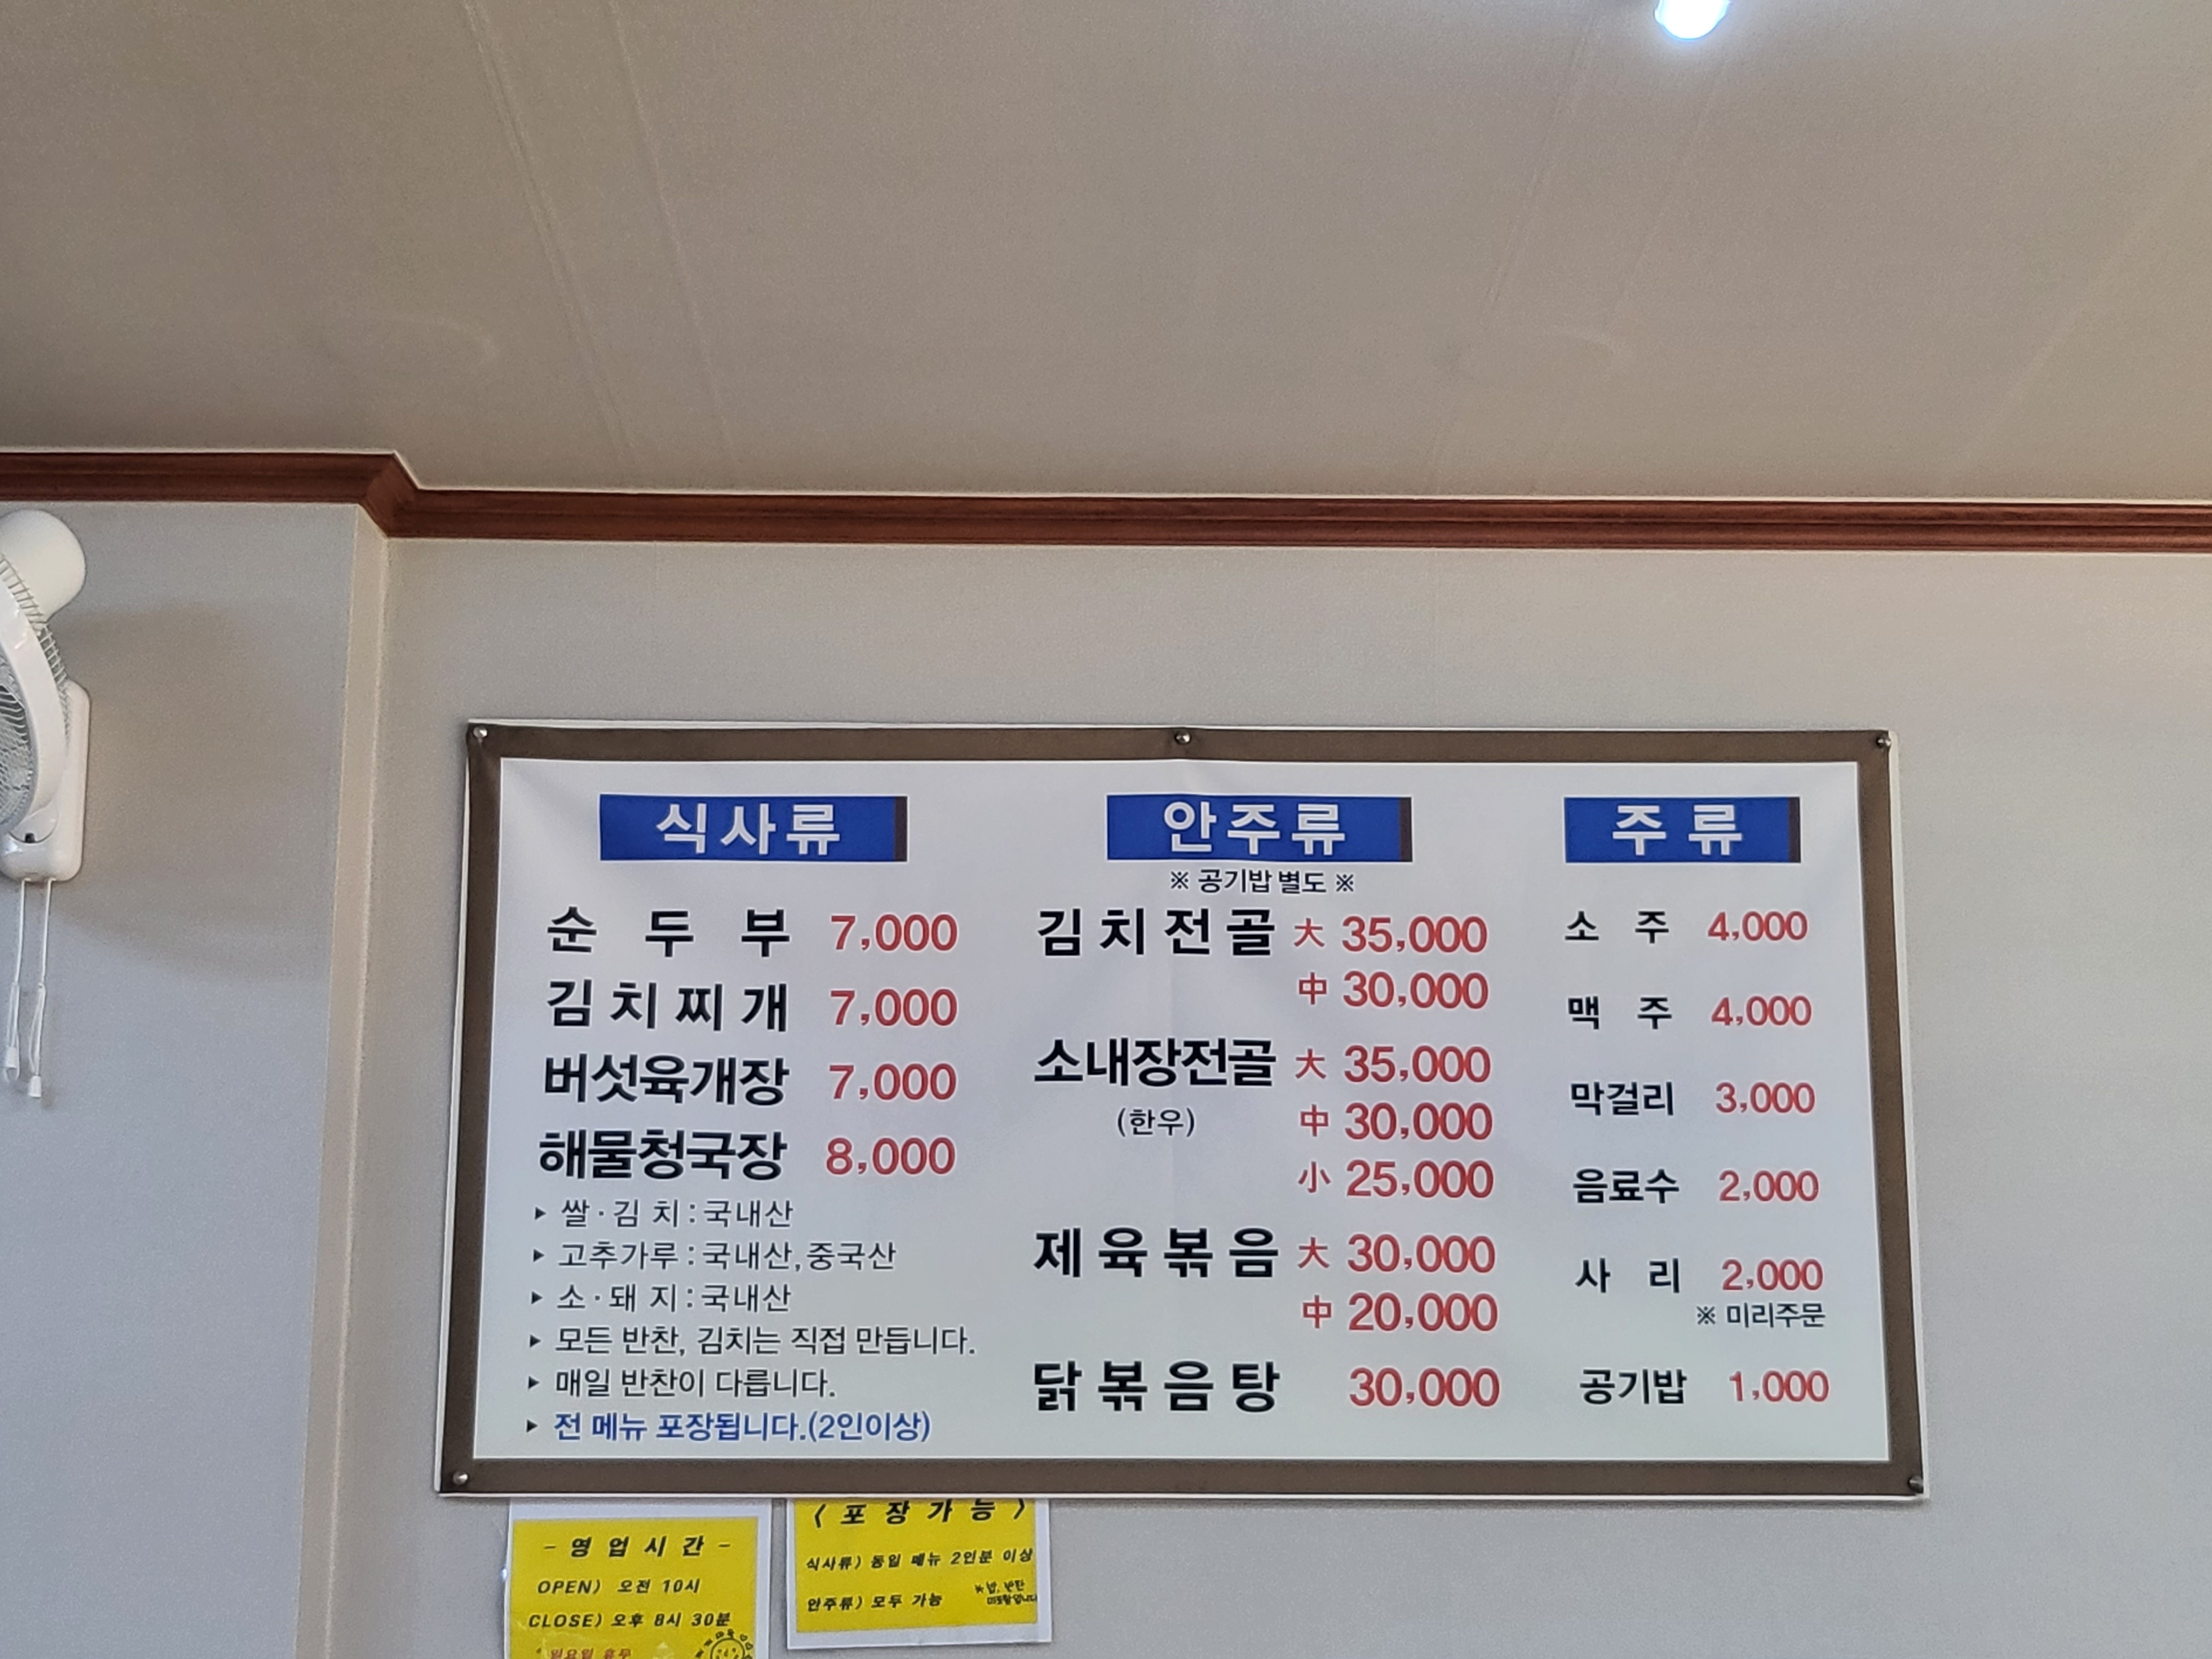 식사류
순두부 7,000
김치찌개 7,000
버섯육개장 7,000
해물청국장 8,000
▸ 쌀·김치:국내산
▸ 고추가루:국내산,중국산
▸ 소·돼지:국내산
▸ 모든 반찬, 김치는 직접 만듭니다.
▸ 매일 반찬이 다릅니다.
▸ 전 메뉴 포장됩니다.(2인이상)
안주류
※ 공기밥 별도 ※
김치전골 大 35,000
中 30,000
소내장전골 大 35,000
(한우) 中 30,000
小 25,000
제육볶음 大 30,000
中 20,000
닭볶음탕 30,000
주류
소주 4,000
맥주 4,000
막걸리 3,000
음료수 2,000
사리 2,000
※ 미리주문
공기밥 1,000
- 영업시간 -
OPEN) 오전 10시
CLOSE) 오후 8시 30분
* 일요일 휴무
〈 포장가능 〉
식사류) 동일 메뉴 2인분 이상
안주류) 모두 가능
※ 밥, 반찬